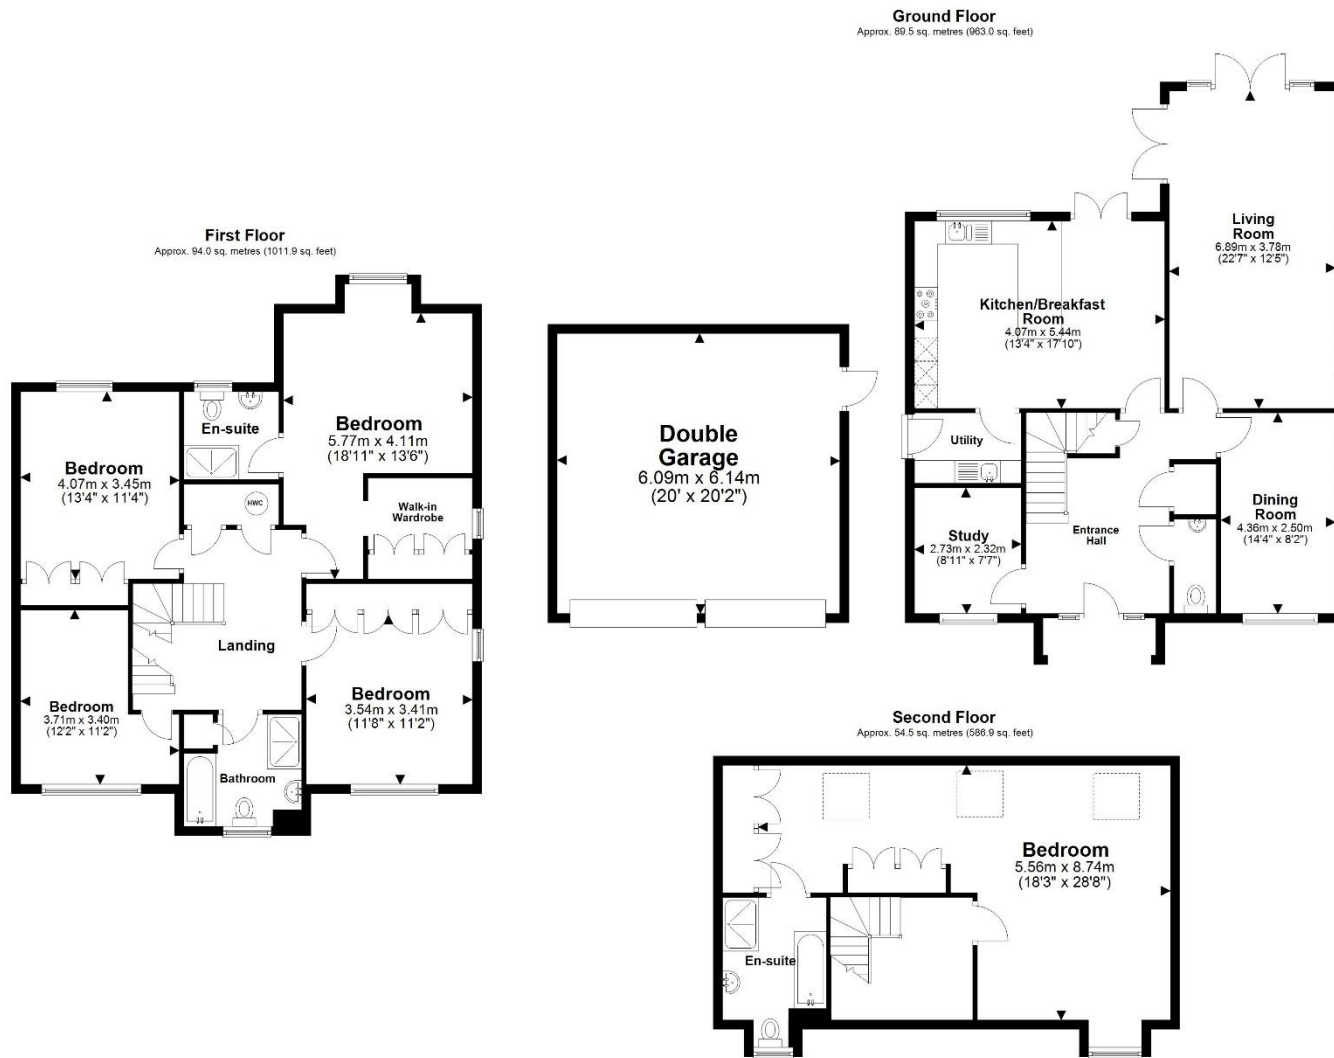 Ground Floor
Approx. 89.5 sq. metres (963.0 sq. feet)
Living
Room
6.89m x 3.78m
(22'7" x 12'5")
Kitchen/Breakfast
Room
4.07m x 5.44m
(13'4" x 17'10")
Utility
Study
2.73m x 2.32m
(8'11" x 7'7")
Entrance
Hall
Dining
Room
4.36m x 2.50m
(14'4" x 8'2")
First Floor
Approx. 94.0 sq. metres (1011.9 sq. feet)
En-suite
Bedroom
5.77m x 4.11m
(18'11" x 13'6")
Bedroom
4.07m x 3.45m
(13'4" x 11'4")
HWC
Walk-in
Wardrobe
Landing
Bedroom
3.71m x 3.40m
(12'2" x 11'2")
Bedroom
3.54m x 3.41m
(11'8" x 11'2")
Bathroom
Double
Garage
6.09m x 6.14m
(20' x 20'2")
Second Floor
Approx. 54.5 sq. metres (586.9 sq. feet)
Bedroom
5.56m x 8.74m
(18'3" x 28'8")
En-suite